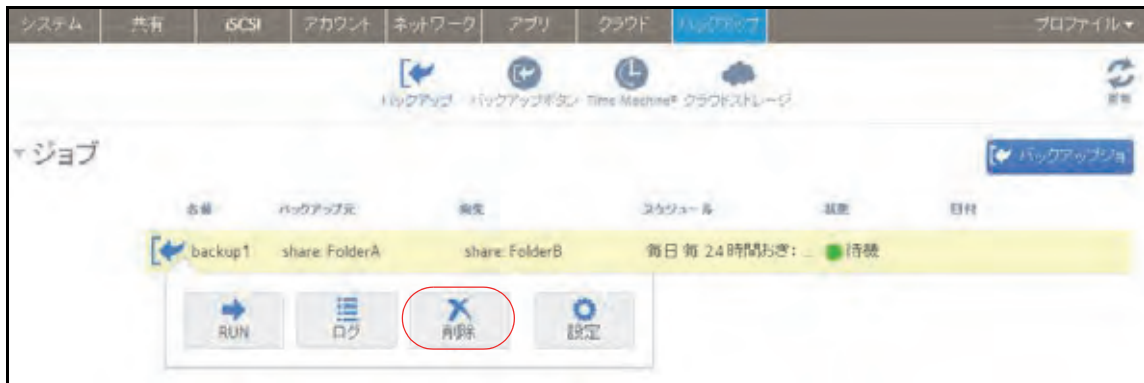 システム 共有 iSCSI アカウント ネットワーク アプリ クラウド バックアップ プロファイル▼
バックアップ バックアップボタン Time Machine® クラウドストレージ 更新
▼ジョブ
バックアップジョ
名前 バックアップ元 宛先 スケジュール 状態 日付
backup1 share: FolderA share: FolderB 毎日 毎 24 時間おき: ... 待機
RUN ログ 削除 設定